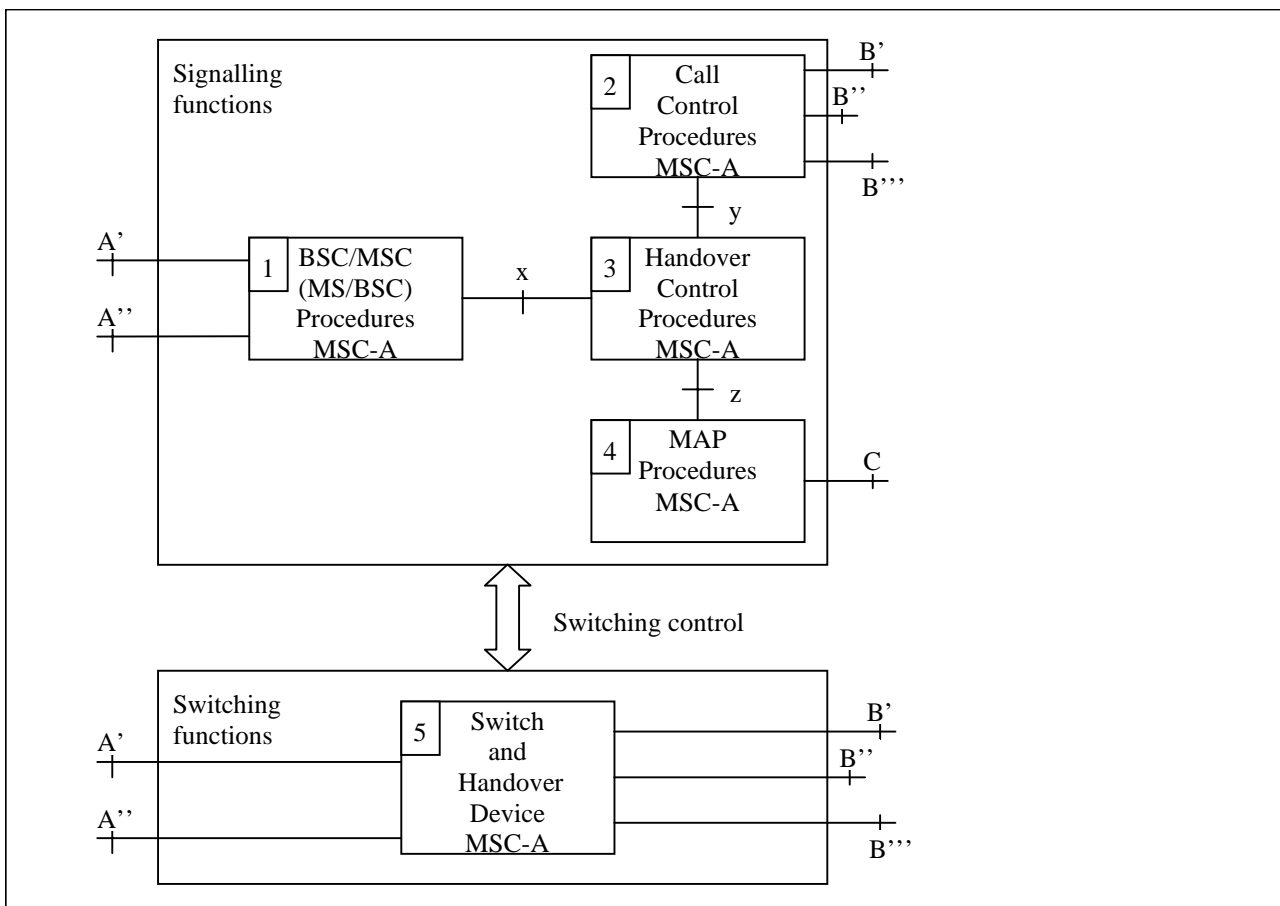 Signalling
functions
2
Call
Control
Procedures
MSC-A
B'
B’’
B’’’
y
A'
A’’
1
BSC/MSC
(MS/BSC)
Procedures
MSC-A
x
3
Handover
Control
Procedures
MSC-A
z
4
MAP
Procedures
MSC-A
C
Switching control
Switching
functions
A'
A’’
5
Switch
and
Handover
Device
MSC-A
B'
B’’
B’’’